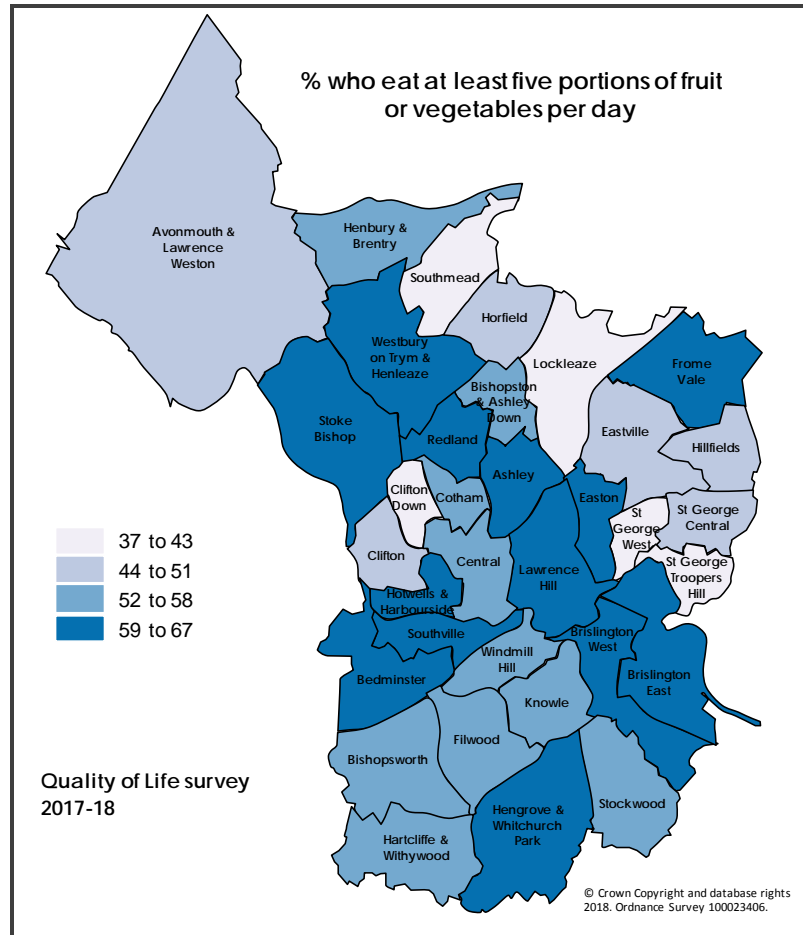 % who eat at least five portions of fruit
or vegetables per day
Avonmouth &
Lawrence
Weston
Henbury &
Brentry
Southmead
Horfield
Westbury
on Trym &
Henleaze
Lockleaze
Frome
Vale
Bishopston
& Ashley
Down
Stoke
Bishop
Redland
Eastville
Hillfields
Ashley
Clifton
Down
Cotham
Easton
St
George
West
St George
Central
37 to 43
44 to 51
52 to 58
59 to 67
Clifton
Central
Lawrence
Hill
St George
Troopers
Hill
Hotwells &
Harbourside
Southville
Brislington
West
Windmill
Hill
Bedminster
Brislington
East
Knowle
Filwood
Bishopsworth
Quality of Life survey
2017-18
Stockwood
Hengrove &
Whitchurch
Park
Hartcliffe &
Withywood
© Crown Copyright and database rights
2018. Ordnance Survey 100023406.